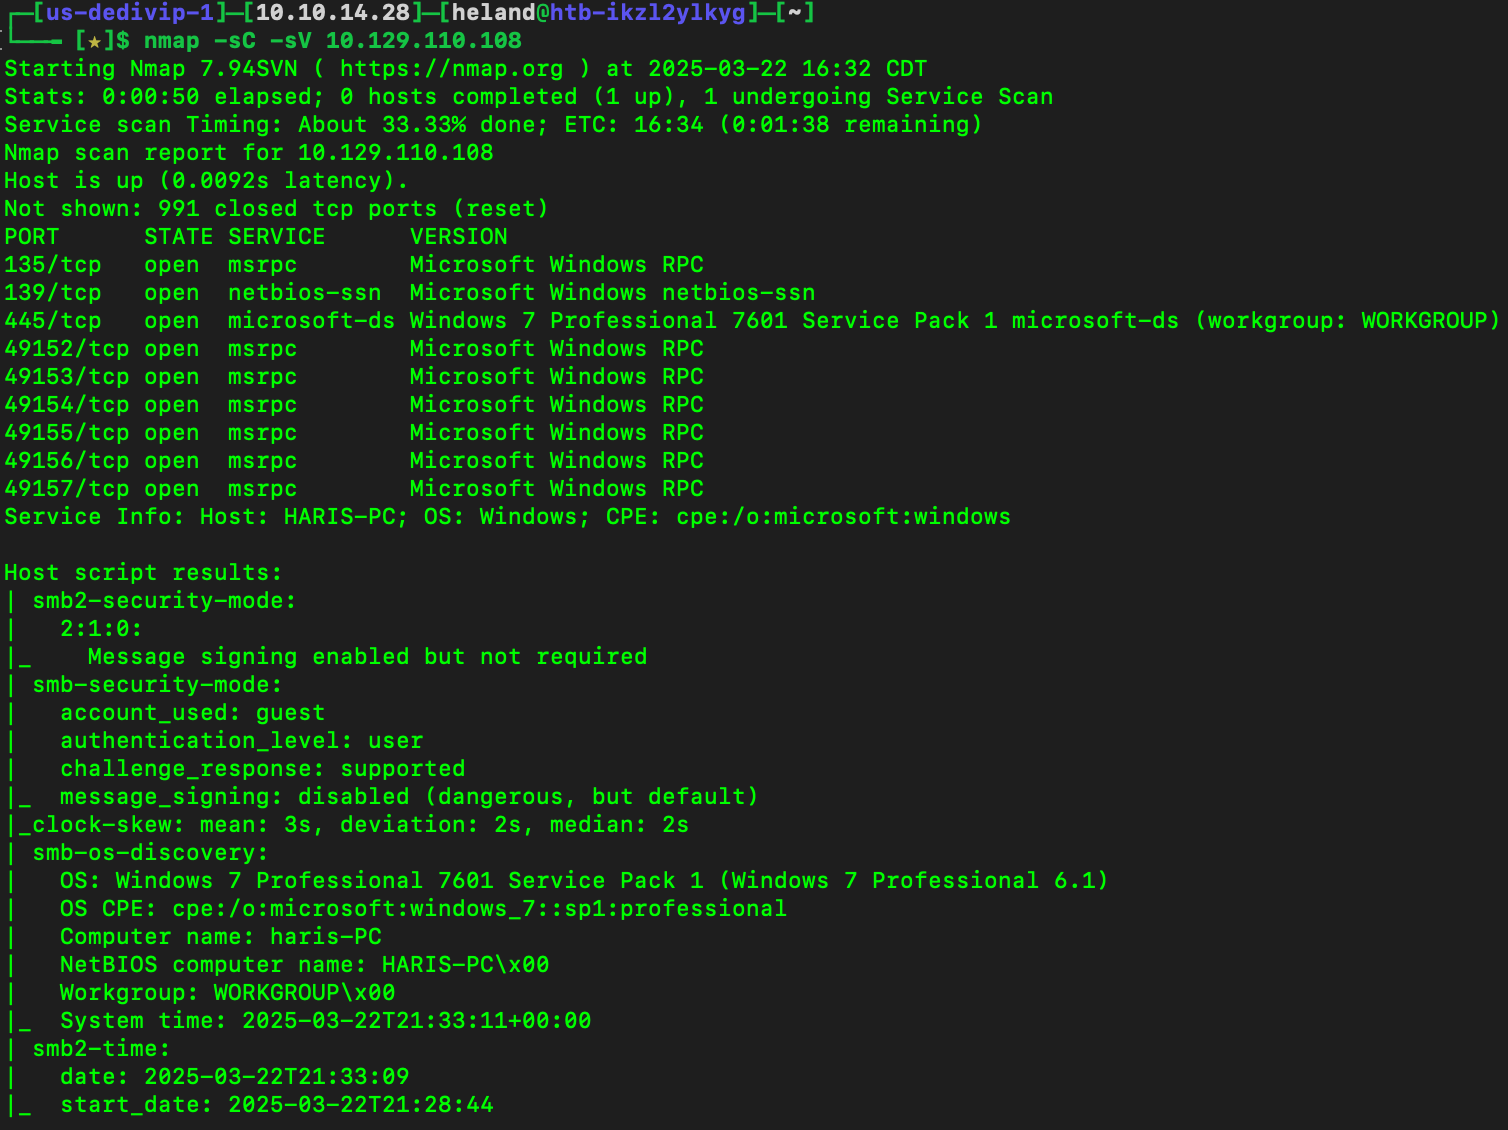 ┌─[us-dedivip-1]─[10.10.14.28]─[heland@htb-ikzl2ylkyg]─[~]
└──╼ [★]$ nmap -sC -sV 10.129.110.108
Starting Nmap 7.94SVN ( https://nmap.org ) at 2025-03-22 16:32 CDT
Stats: 0:00:50 elapsed; 0 hosts completed (1 up), 1 undergoing Service Scan
Service scan Timing: About 33.33% done; ETC: 16:34 (0:01:38 remaining)
Nmap scan report for 10.129.110.108
Host is up (0.0092s latency).
Not shown: 991 closed tcp ports (reset)
PORT      STATE SERVICE      VERSION
135/tcp   open  msrpc        Microsoft Windows RPC
139/tcp   open  netbios-ssn  Microsoft Windows netbios-ssn
445/tcp   open  microsoft-ds Windows 7 Professional 7601 Service Pack 1 microsoft-ds (workgroup: WORKGROUP)
49152/tcp open  msrpc        Microsoft Windows RPC
49153/tcp open  msrpc        Microsoft Windows RPC
49154/tcp open  msrpc        Microsoft Windows RPC
49155/tcp open  msrpc        Microsoft Windows RPC
49156/tcp open  msrpc        Microsoft Windows RPC
49157/tcp open  msrpc        Microsoft Windows RPC
Service Info: Host: HARIS-PC; OS: Windows; CPE: cpe:/o:microsoft:windows

Host script results:
| smb2-security-mode:
|   2:1:0:
|_    Message signing enabled but not required
| smb-security-mode:
|   account_used: guest
|   authentication_level: user
|   challenge_response: supported
|_  message_signing: disabled (dangerous, but default)
|_clock-skew: mean: 3s, deviation: 2s, median: 2s
| smb-os-discovery:
|   OS: Windows 7 Professional 7601 Service Pack 1 (Windows 7 Professional 6.1)
|   OS CPE: cpe:/o:microsoft:windows_7::sp1:professional
|   Computer name: haris-PC
|   NetBIOS computer name: HARIS-PC\x00
|   Workgroup: WORKGROUP\x00
|_  System time: 2025-03-22T21:33:11+00:00
| smb2-time:
|   date: 2025-03-22T21:33:09
|_  start_date: 2025-03-22T21:28:44